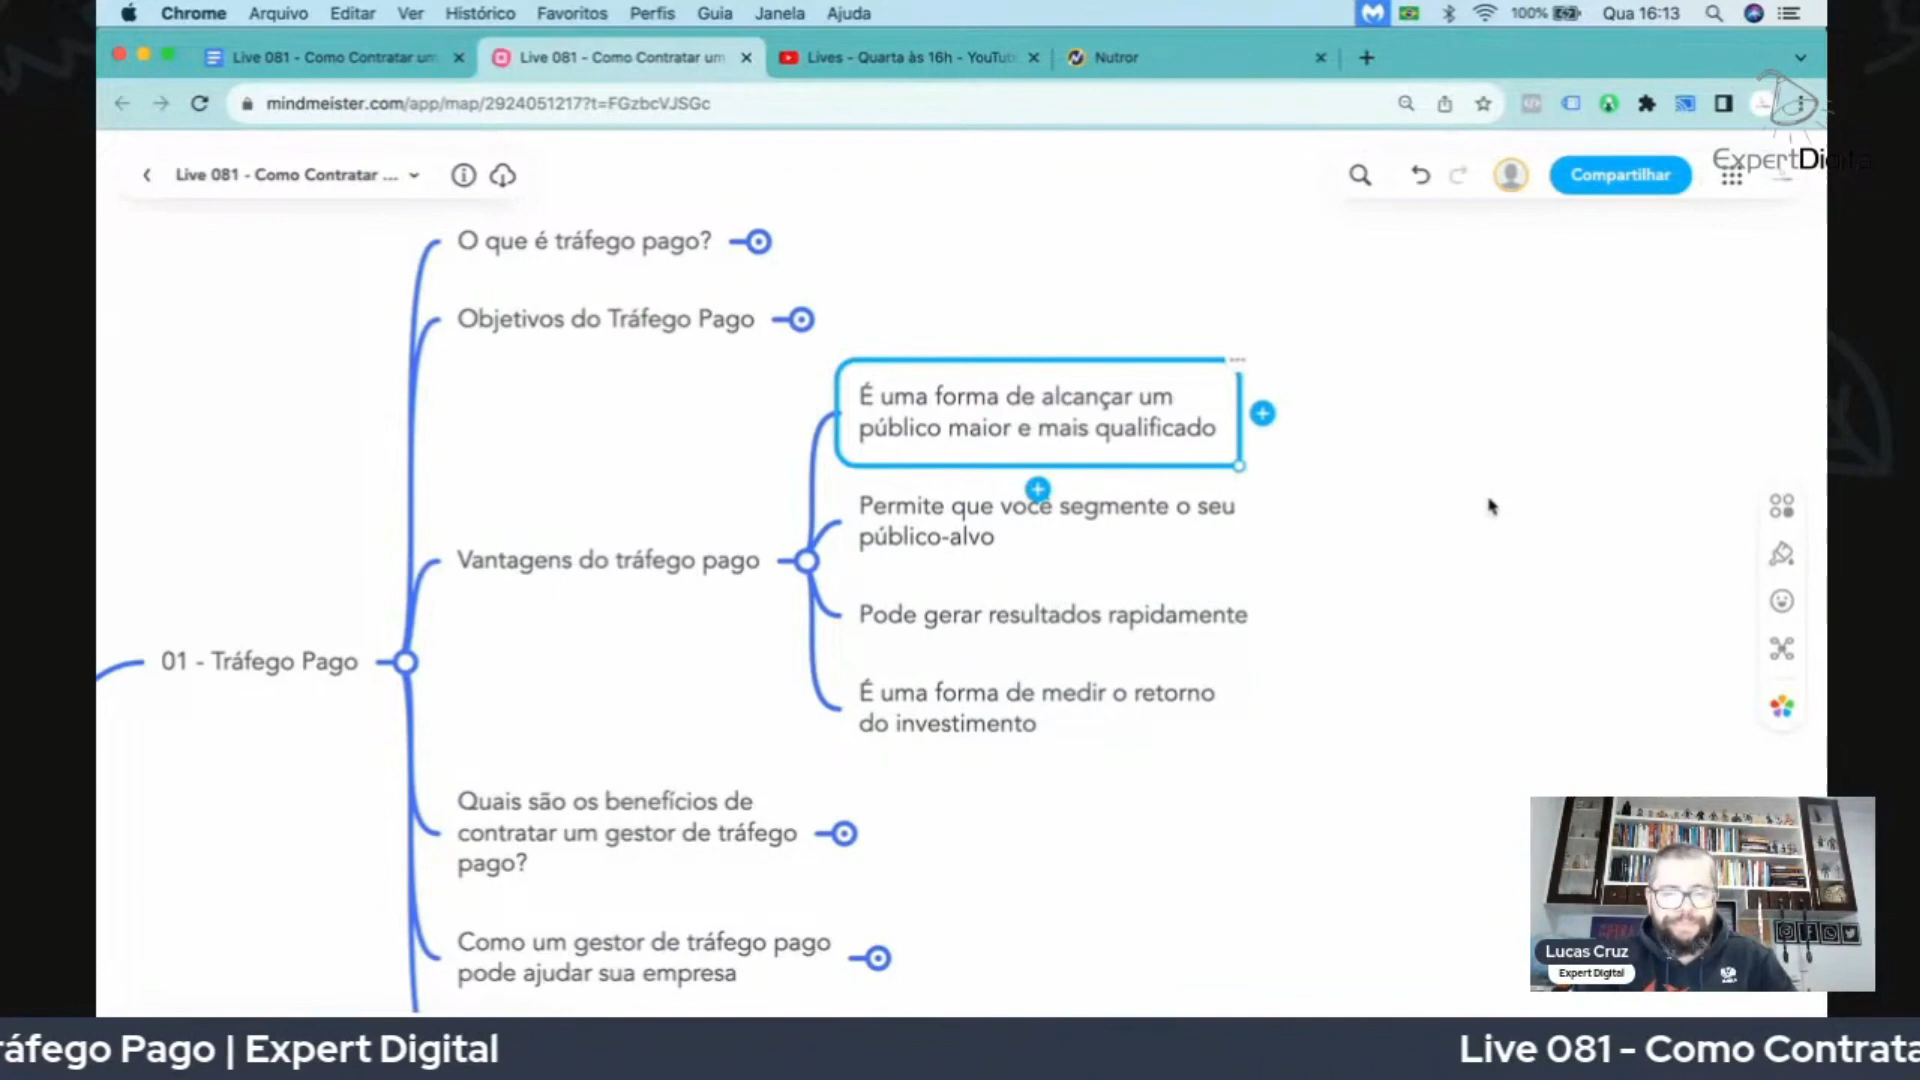 Chrome Arquivo Editar Ver Histórico Favoritos Perfis Guia Janela Ajuda 100% Qua 16:13
Live 081 - Como Contratar um Live 081 - Como Contratar um Lives - Quarta às 16h - YouTub Nutror
mindmeister.com/app/map/2924051217?t=FGzbcVJSGc
ExpertDigital
Live 081 - Como Contratar ... Compartilhar
O que é tráfego pago?
Objetivos do Tráfego Pago
É uma forma de alcançar um
público maior e mais qualificado
Permite que você segmente o seu
público-alvo
Vantagens do tráfego pago
Pode gerar resultados rapidamente
01 - Tráfego Pago
É uma forma de medir o retorno
do investimento
Quais são os benefícios de
contratar um gestor de tráfego
pago?
Como um gestor de tráfego pago
pode ajudar sua empresa
Lucas Cruz
Expert Digital
ráfego Pago | Expert Digital Live 081 - Como Contrata